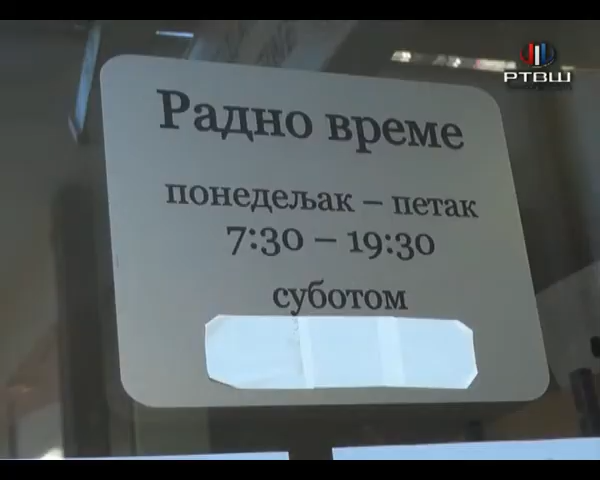 РТВШ
Радно време
понедељак – петак
7:30 – 19:30
суботом